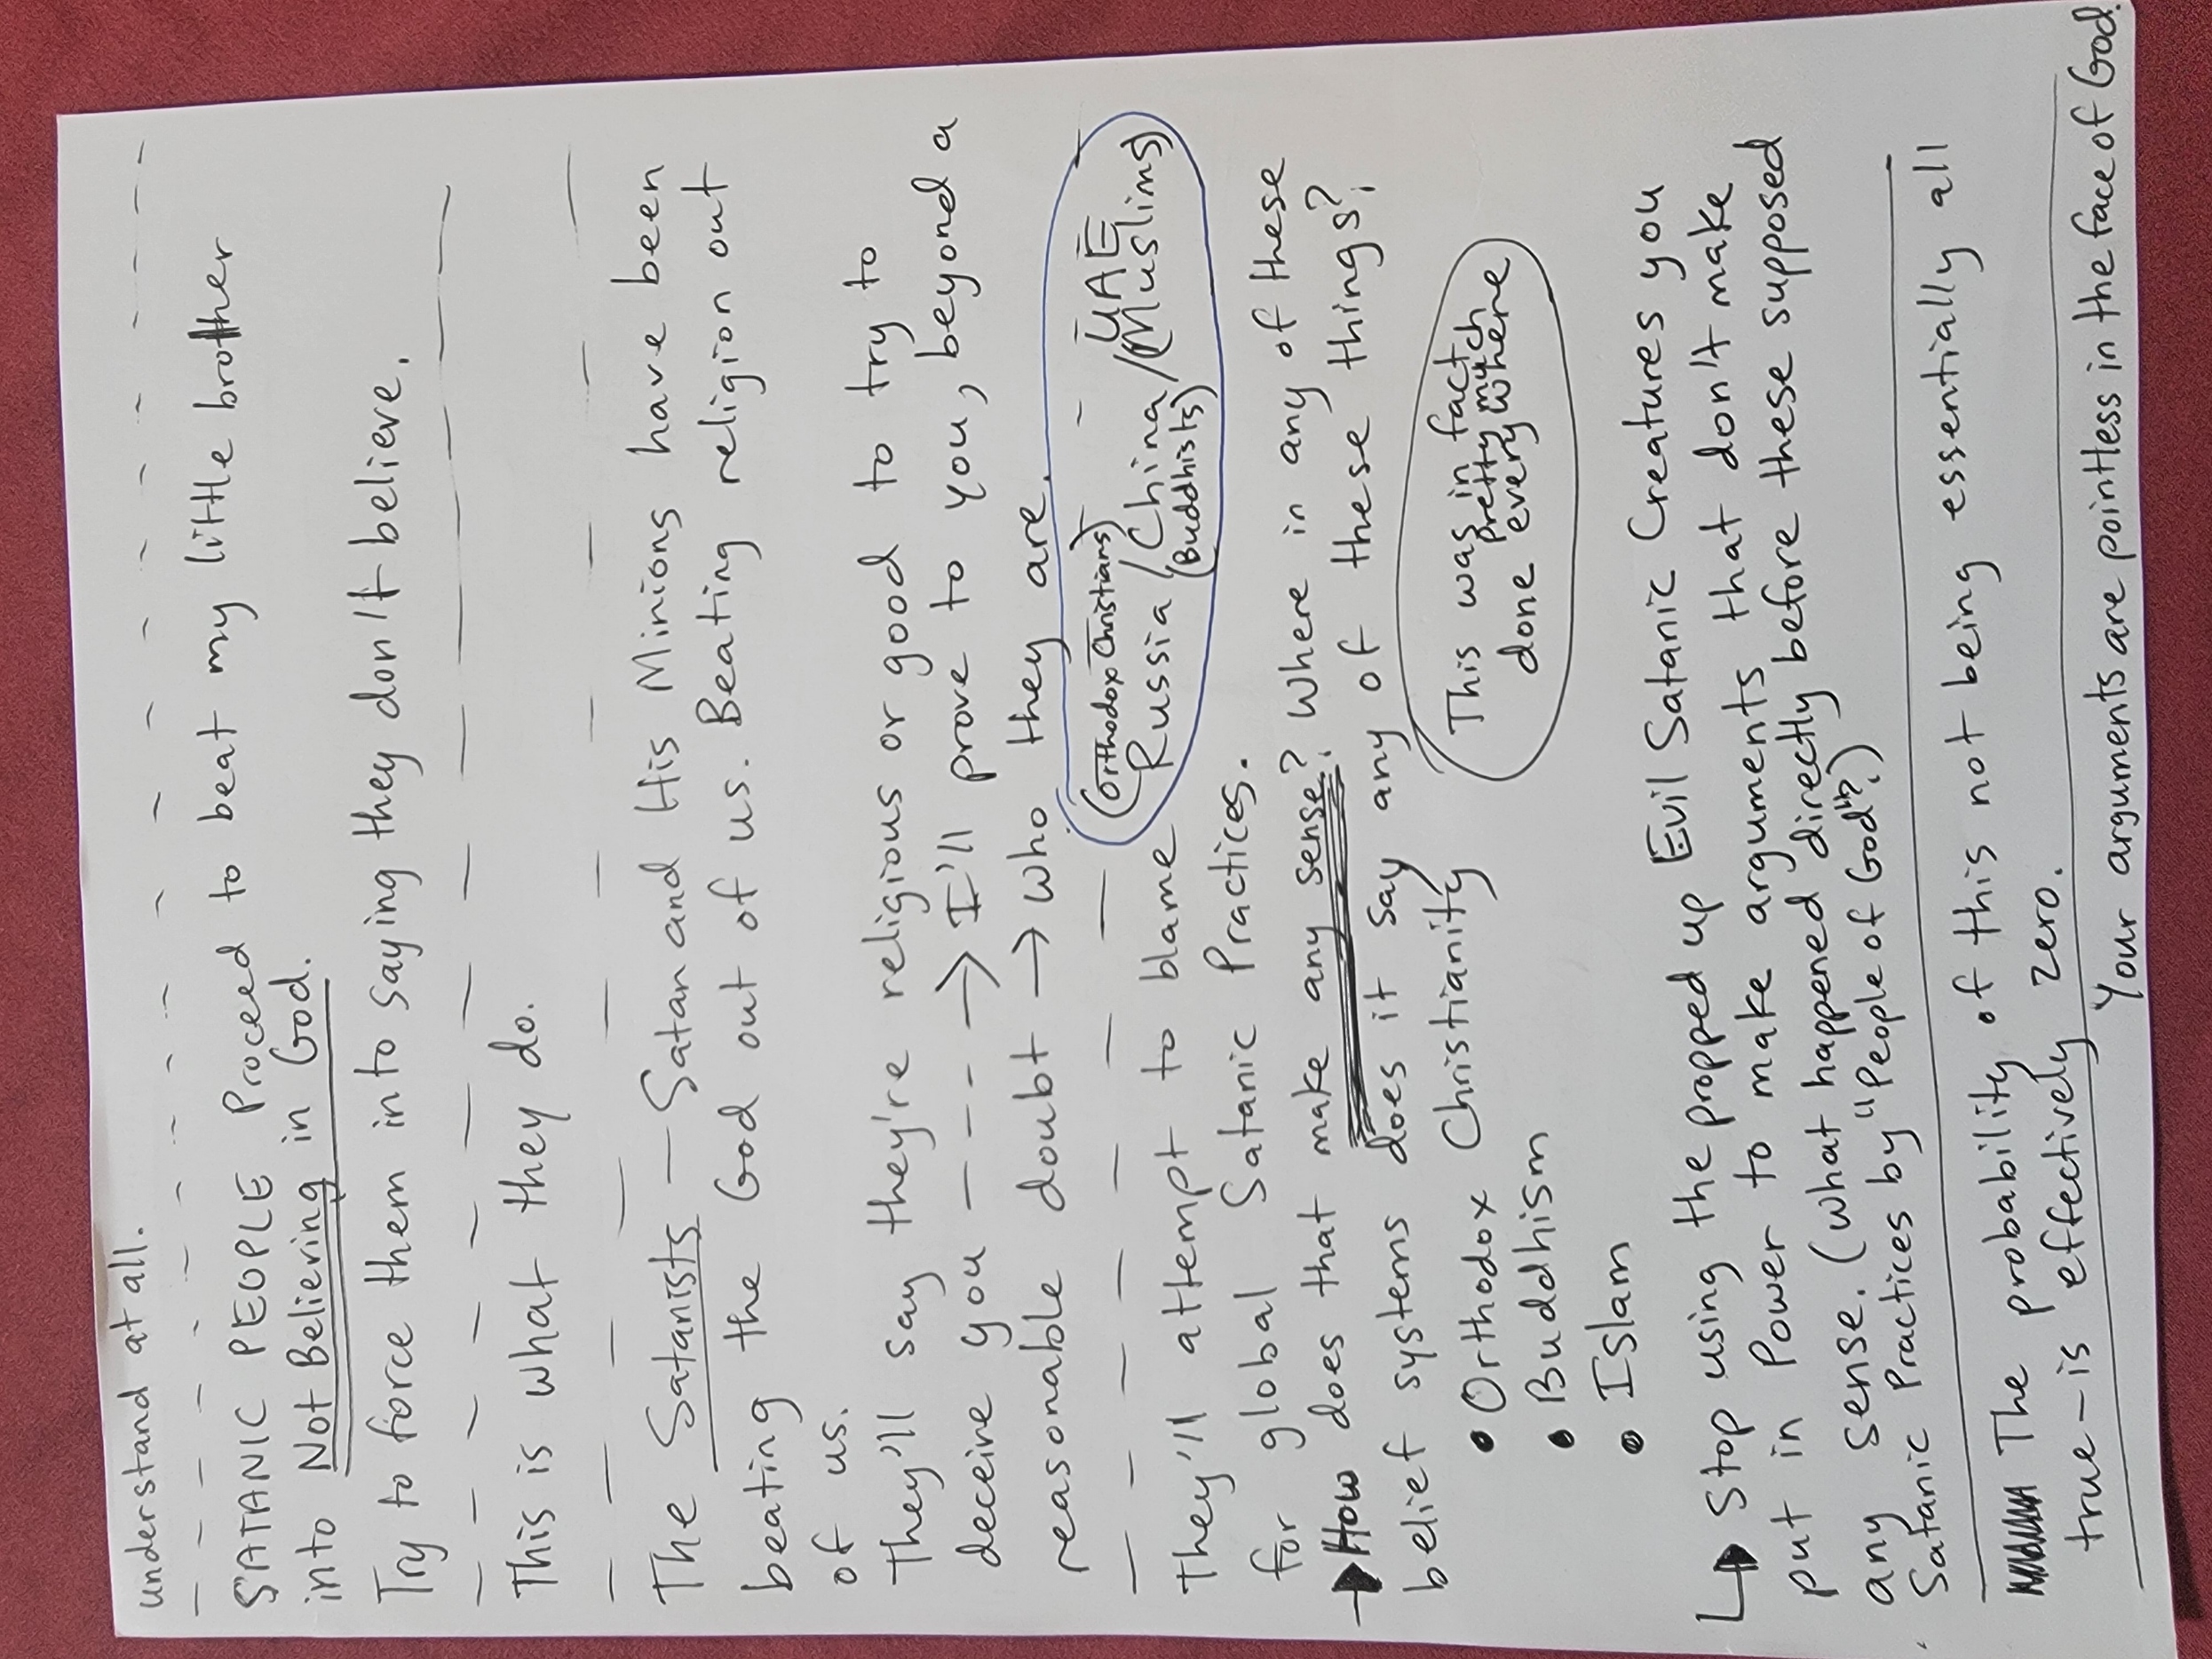 understand at all.
SATANIC PEOPLE Proceed to beat my little brother
into Not Believing in God.
Try to force them into saying they don't believe.
This is what they do.
The Satanists — Satan and His Minions have been
beating the God out of us. Beating religion out
of us.
They'll say they're religious or good to try to
deceive you - - - -> I'll prove to you, beyond a
reasonable doubt -> who they are.
(Orthodox Christians) UAE
They'll attempt to blame Russia / China / (Muslims)
(Buddhists)
for global Satanic Practices.
-> How does that make any sense? Where in any of these
belief systems does it say any of these things?
• Orthodox Christianity
• Buddhism
• Islam
This was in fact
pretty much
done everywhere
↳ Stop using the propped up Evil Satanic Creatures you
put in Power to make arguments that don't make
any sense. (What happened directly before these supposed
Satanic Practices by "People of God"?)
The probability of this not being essentially all
true – is effectively zero.
Your arguments are pointless in the face of God.